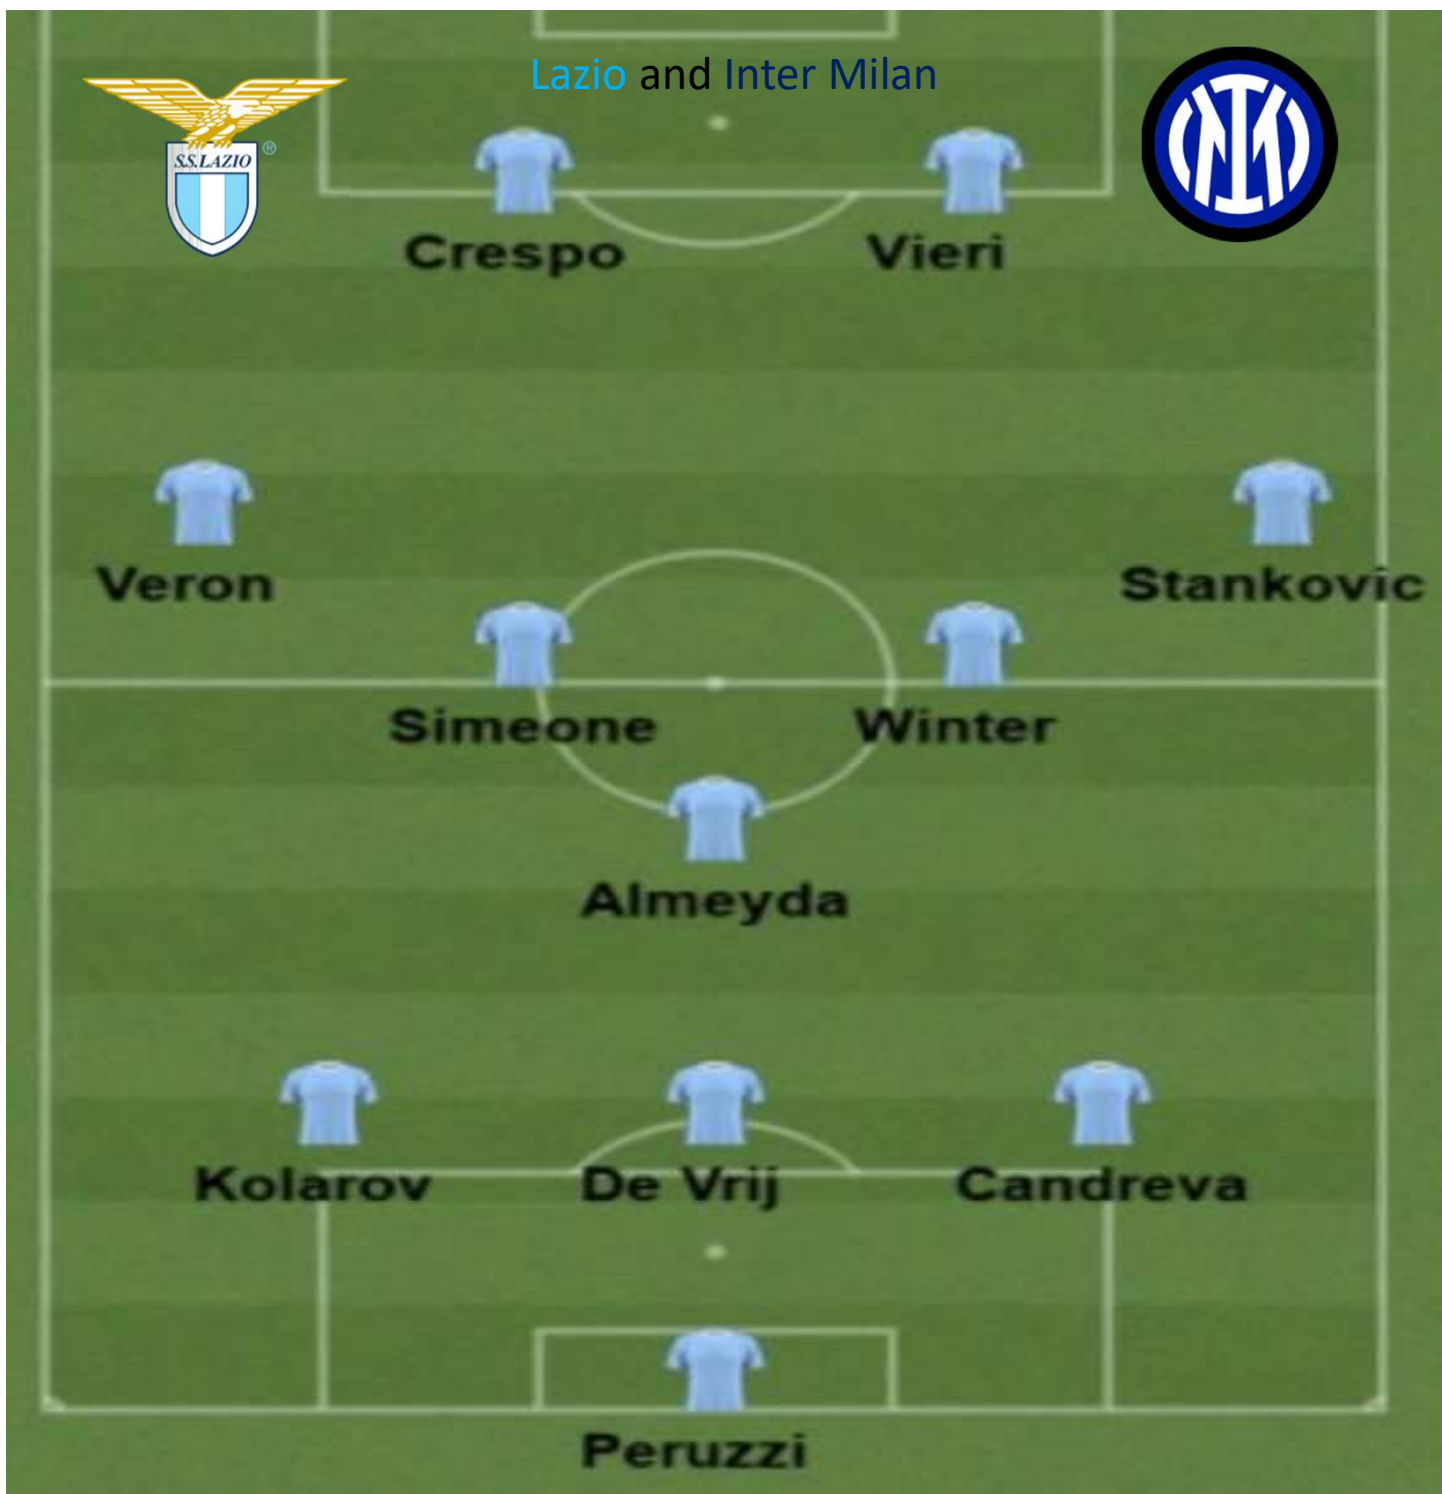 Lazio and Inter Milan
S.S.LAZIO ®
Crespo
Vieri
Veron
Stankovic
Simeone
Winter
Almeyda
Kolarov
De Vrij
Candreva
Peruzzi